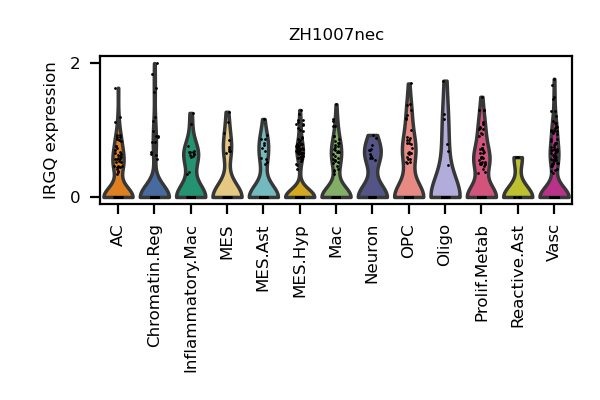 ZH1007nec
IRGQ expression
2
0
AC
Chromatin.Reg
Inflammatory.Mac
MES
MES.Ast
MES.Hyp
Mac
Neuron
OPC
Oligo
Prolif.Metab
Reactive.Ast
Vasc